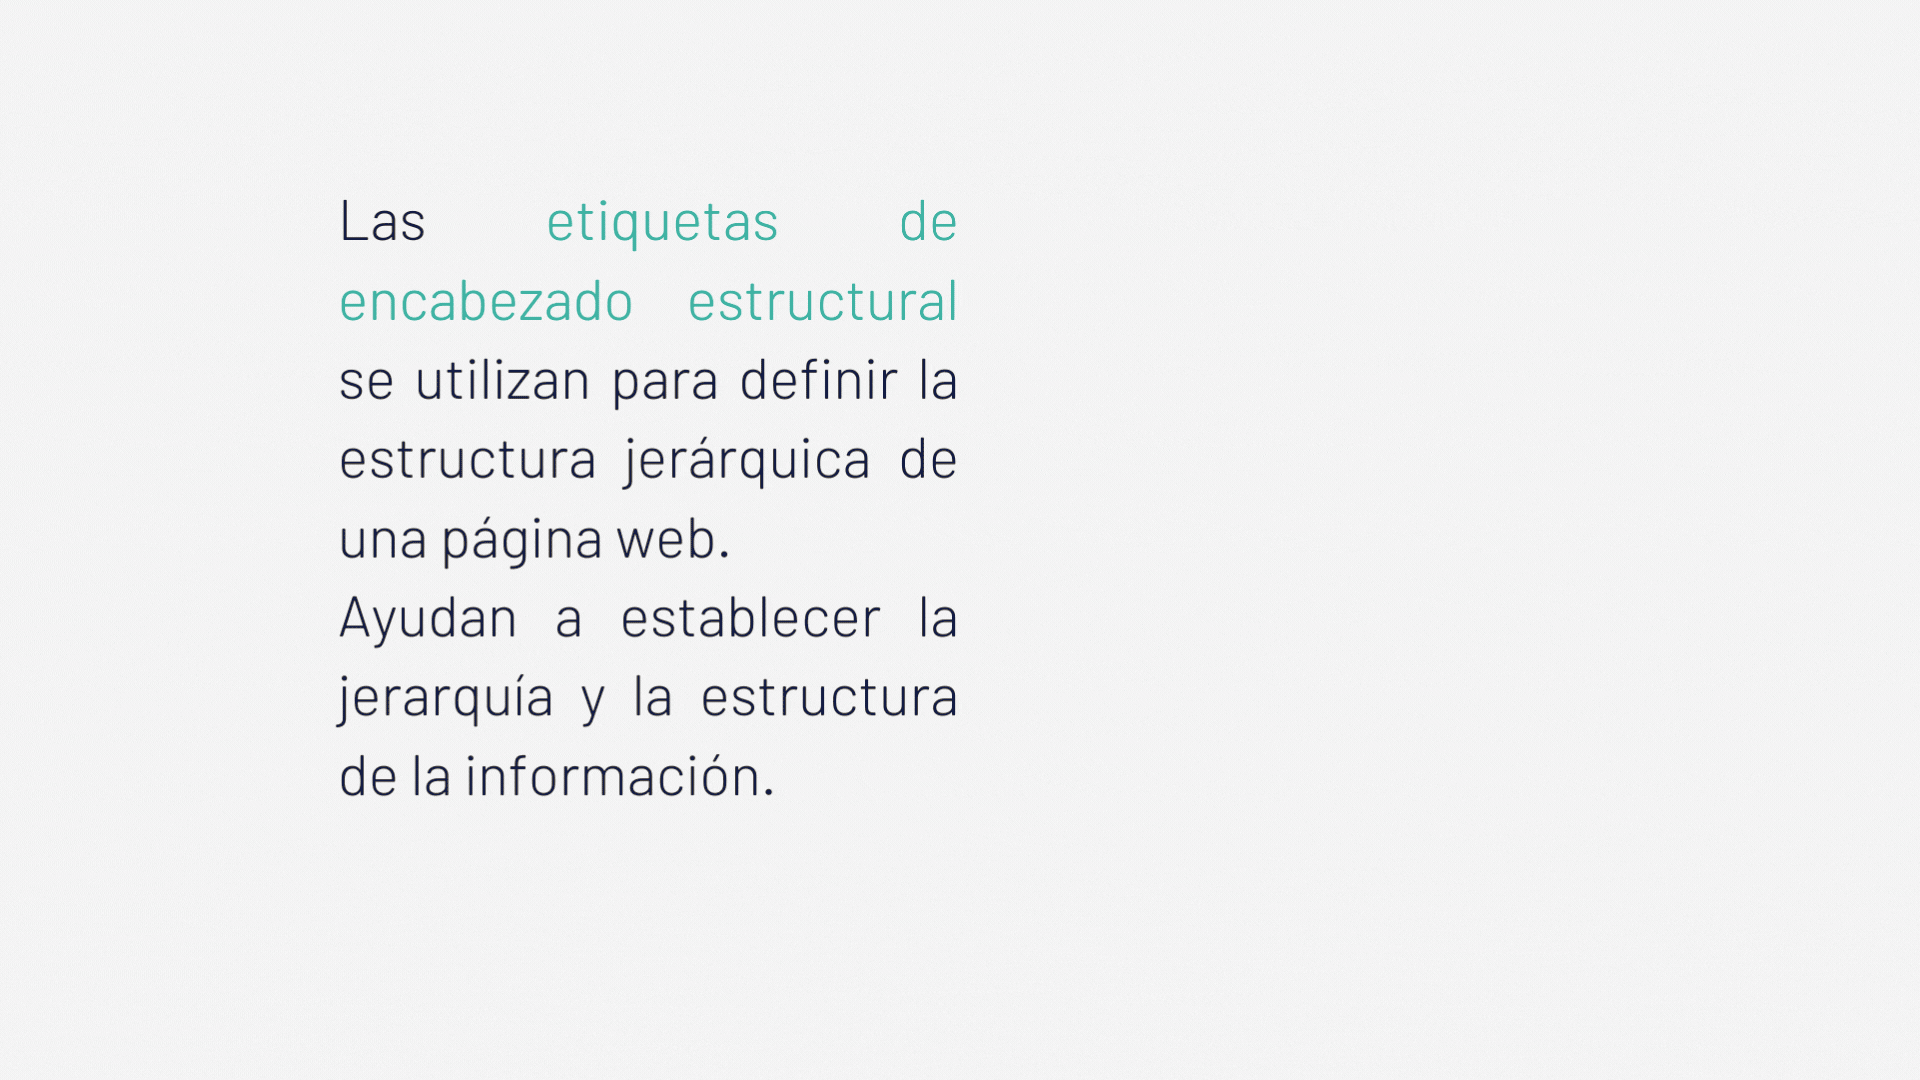 Las etiquetas de
encabezado estructural
se utilizan para definir la
estructura jerárquica de
una página web.
Ayudan a establecer la
jerarquía y la estructura
de la información.